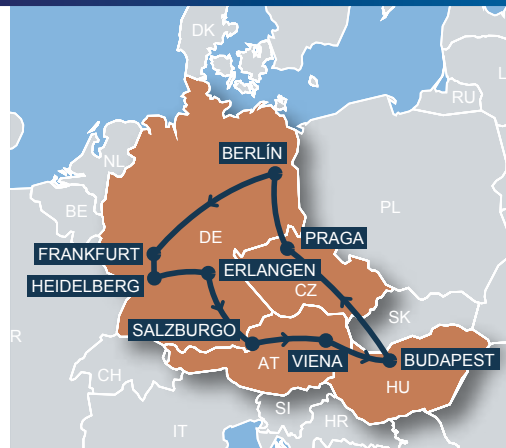 DK
RU
L
BERLÍN
NL
BE
PL
DE
PRAGA
FRANKFURT
ERLANGEN
HEIDELBERG
CZ
SK
SALZBURGO
VIENA
BUDAPEST
AT
CH
HU
SI
HR
IT
R